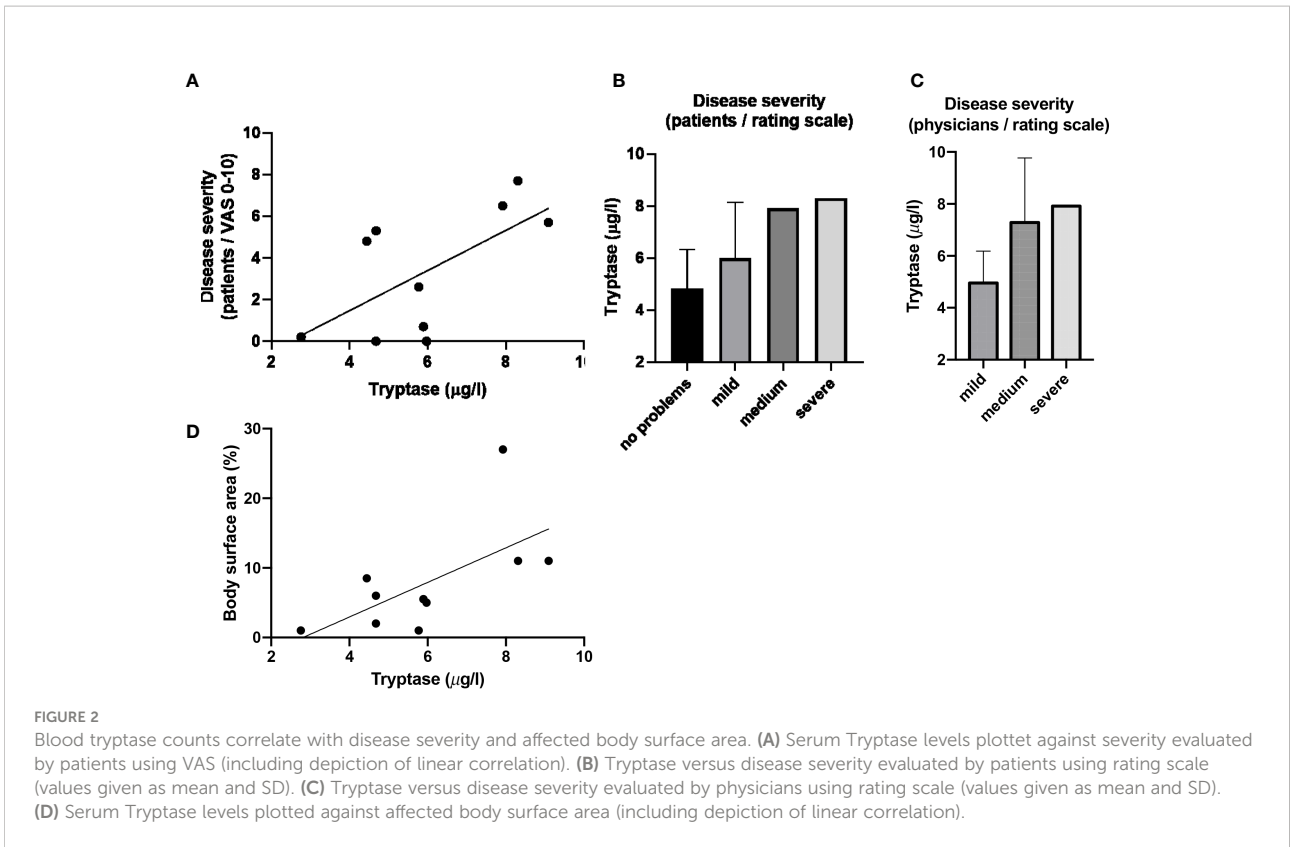 A
Disease severity
(patients / VAS 0-10)
10
8
6
4
2
0
2
4
6
8
1
Tryptase (µg/l)
B
Disease severity
(patients / rating scale)
Tryptase (µg/l)
10
8
6
4
2
no problems
mild
medium
severe
C
Disease severity
(physicians / rating scale)
Tryptase (µg/l)
10
8
6
4
2
mild
medium
severe
D
Body surface area (%)
30
20
10
0
2
4
6
8
10
Tryptase (µg/l)
FIGURE 2
Blood tryptase counts correlate with disease severity and affected body surface area. (A) Serum Tryptase levels plottet against severity evaluated
by patients using VAS (including depiction of linear correlation). (B) Tryptase versus disease severity evaluated by patients using rating scale
(values given as mean and SD). (C) Tryptase versus disease severity evaluated by physicians using rating scale (values given as mean and SD).
(D) Serum Tryptase levels plotted against affected body surface area (including depiction of linear correlation).